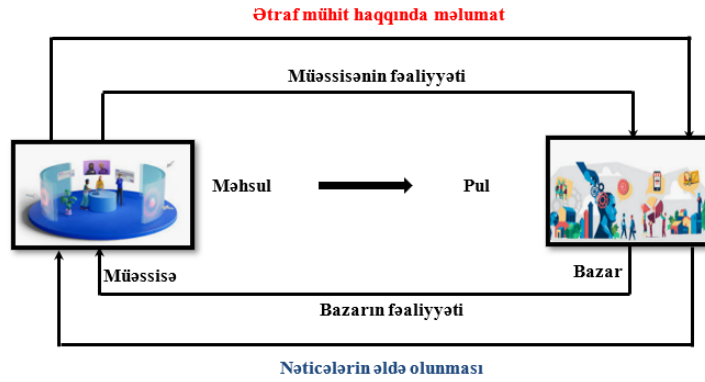 Ətraf mühit haqqında məlumat
Müəssisənin fəaliyyəti
Məhsul
Pul
Müəssisə
Bazar
Bazarın fəaliyyəti
Nəticələrin əldə olunması